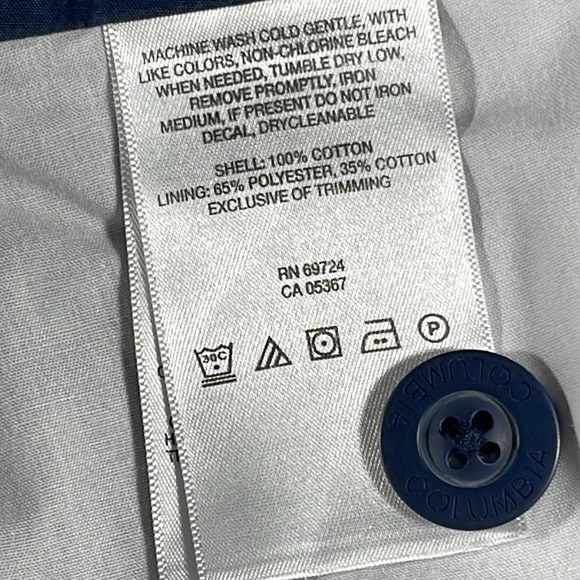 MACHINE WASH COLD GENTLE, WITH
LIKE COLORS, NON-CHLORINE BLEACH
WHEN NEEDED, TUMBLE DRY LOW,
REMOVE PROMPTLY, IRON
MEDIUM, IF PRESENT DO NOT IRON
DECAL, DRYCLEANABLE
SHELL: 100% COTTON
LINING: 65% POLYESTER, 35% COTTON
EXCLUSIVE OF TRIMMING
RN 69724
CA 05367
30C
P
COLUMBIA
COLUMBIA